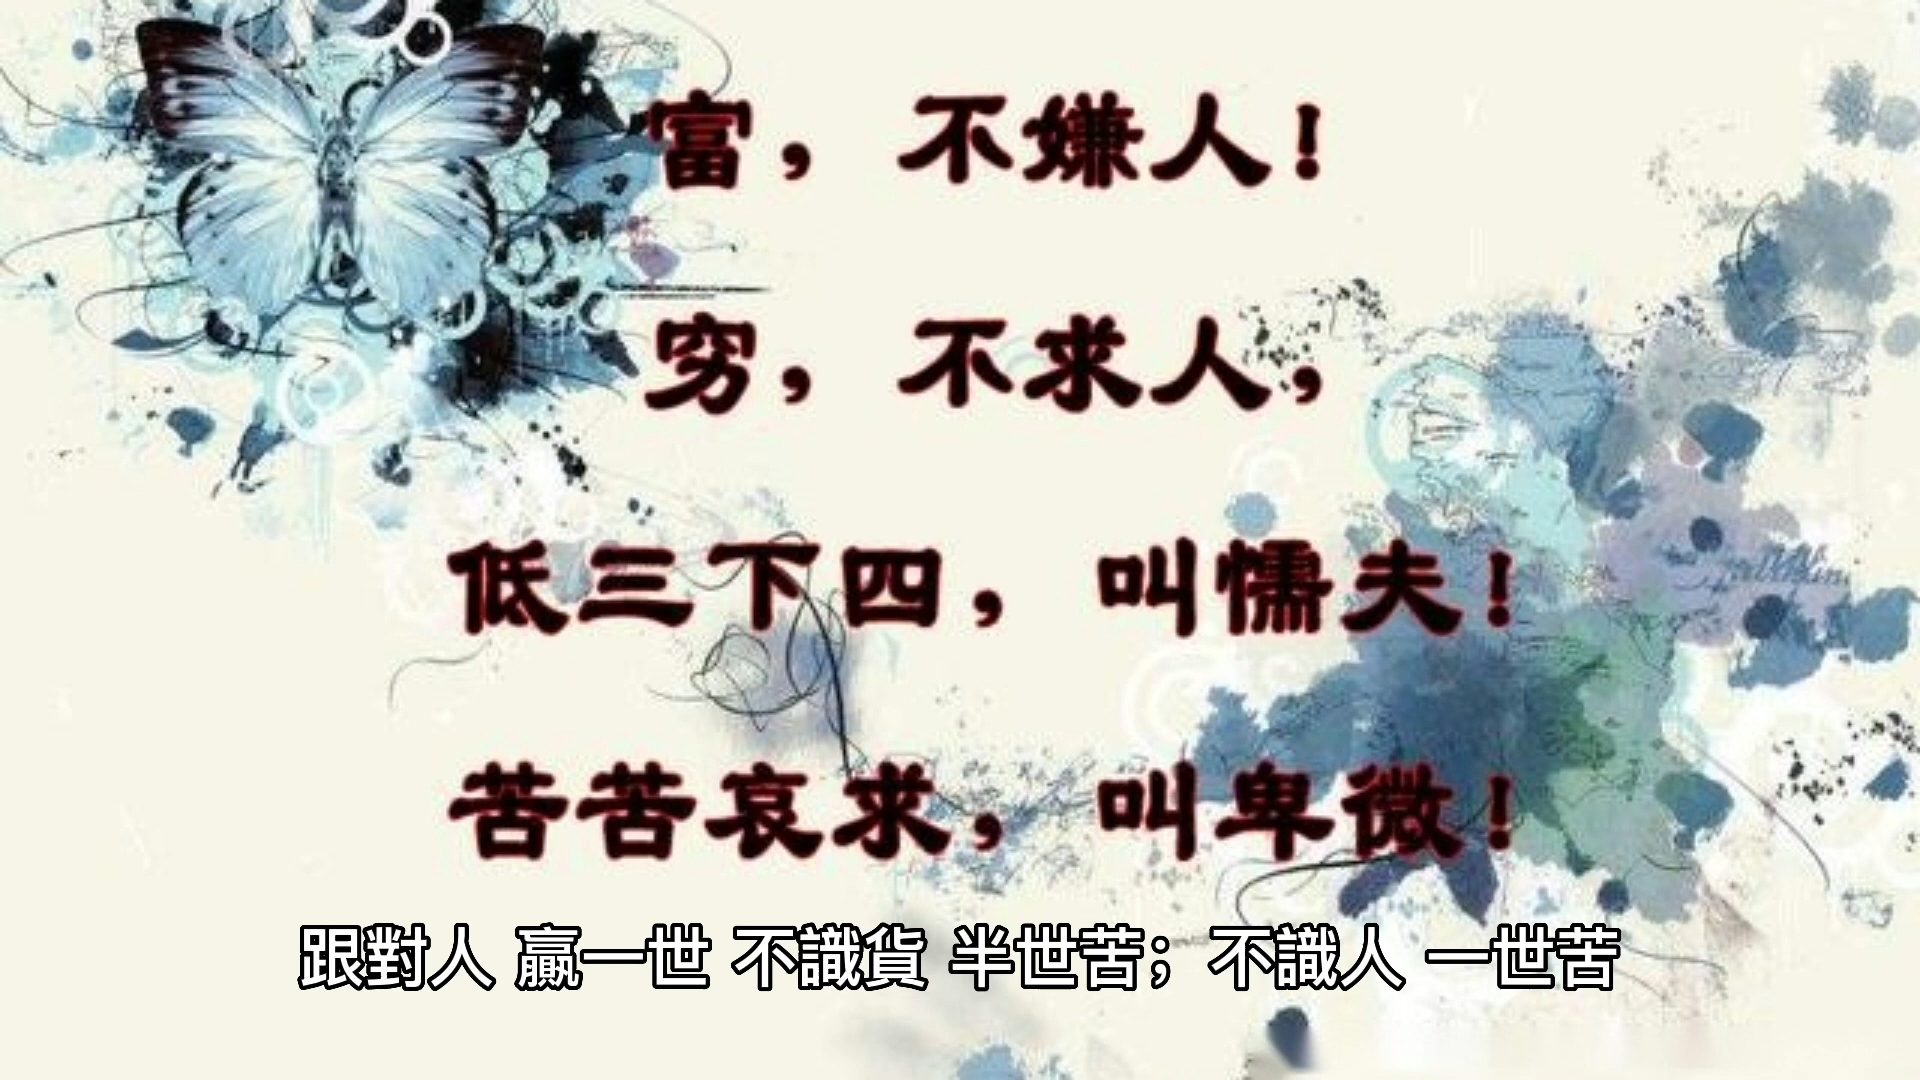 富，不嫌人！
穷，不求人，
低三下四，叫懦夫！
苦苦哀求，叫卑微！
跟對人 贏一世 不識貨 半世苦；不識人 一世苦